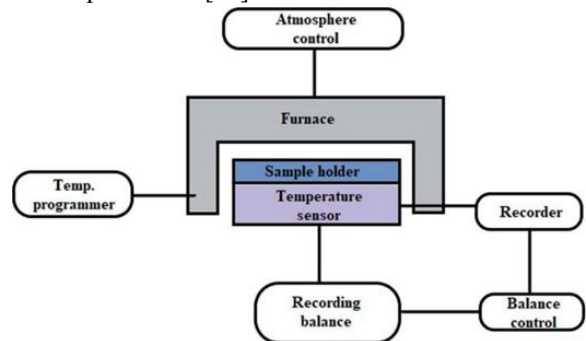 Atmosphere
control
Furnace
Sample holder
Temp.
programmer
Temperature
sensor
Recorder
Recording
balance
Balance
control